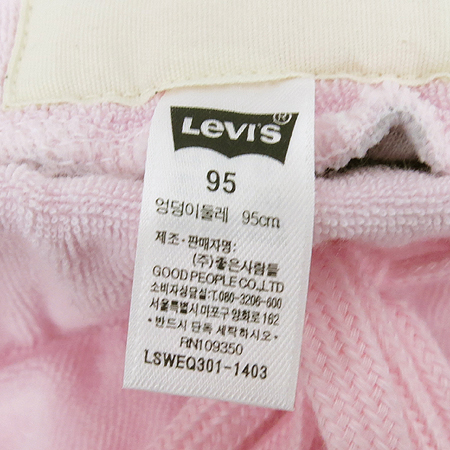 Levi's®
95
엉덩이둘레 95cm
제조·판매자명:
(주)좋은사람들
GOOD PEOPLE CO.,LTD
소비자상담실:T.080-3206-600
서울특별시마포구양화로162
•반드시 단독 세탁하시오•
RN109350
LSWEQ301-1403